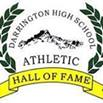 DARRINGTON HIGH SCHOOL
ATHLETIC
HALL OF FAME